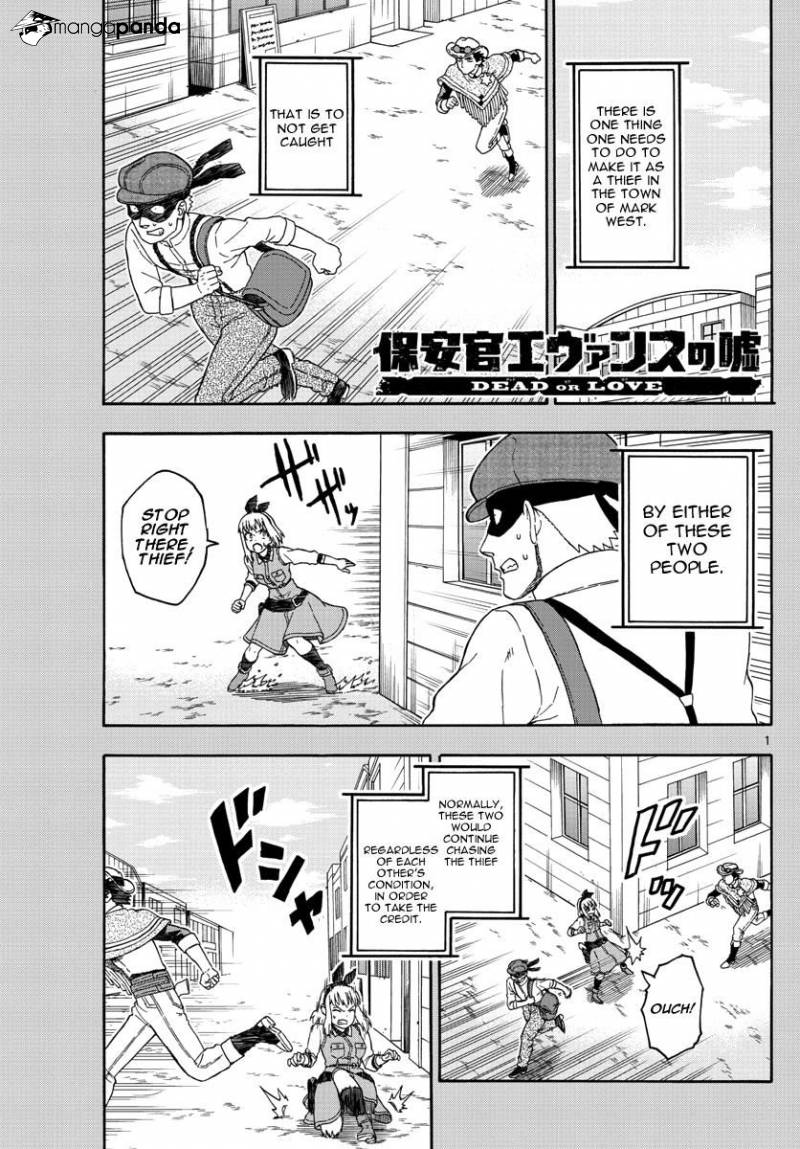 mangapanda
THERE IS
ONE THING
ONE NEEDS
TO DO TO
MAKE IT
AS A THIEF
IN THE
TOWN
OF MARK
WEST.
THAT IS TO
NOT GET
CAUGHT
保安官エヴァンスの嘘
DEAD OR LOVE
BY EITHER
OF THESE
TWO
PEOPLE.
ザザッ
STOP
RIGHT
THERE,
THIEF!
1
NORMALLY,
THESE TWO
WOULD
CONTINUE
CHASING
THE THIEF
REGARDLESS
OF EACH
OTHER'S
CONDITION,
IN ORDER
TO TAKE
THE CREDIT.
ドドド
OUCH!
ドシャ